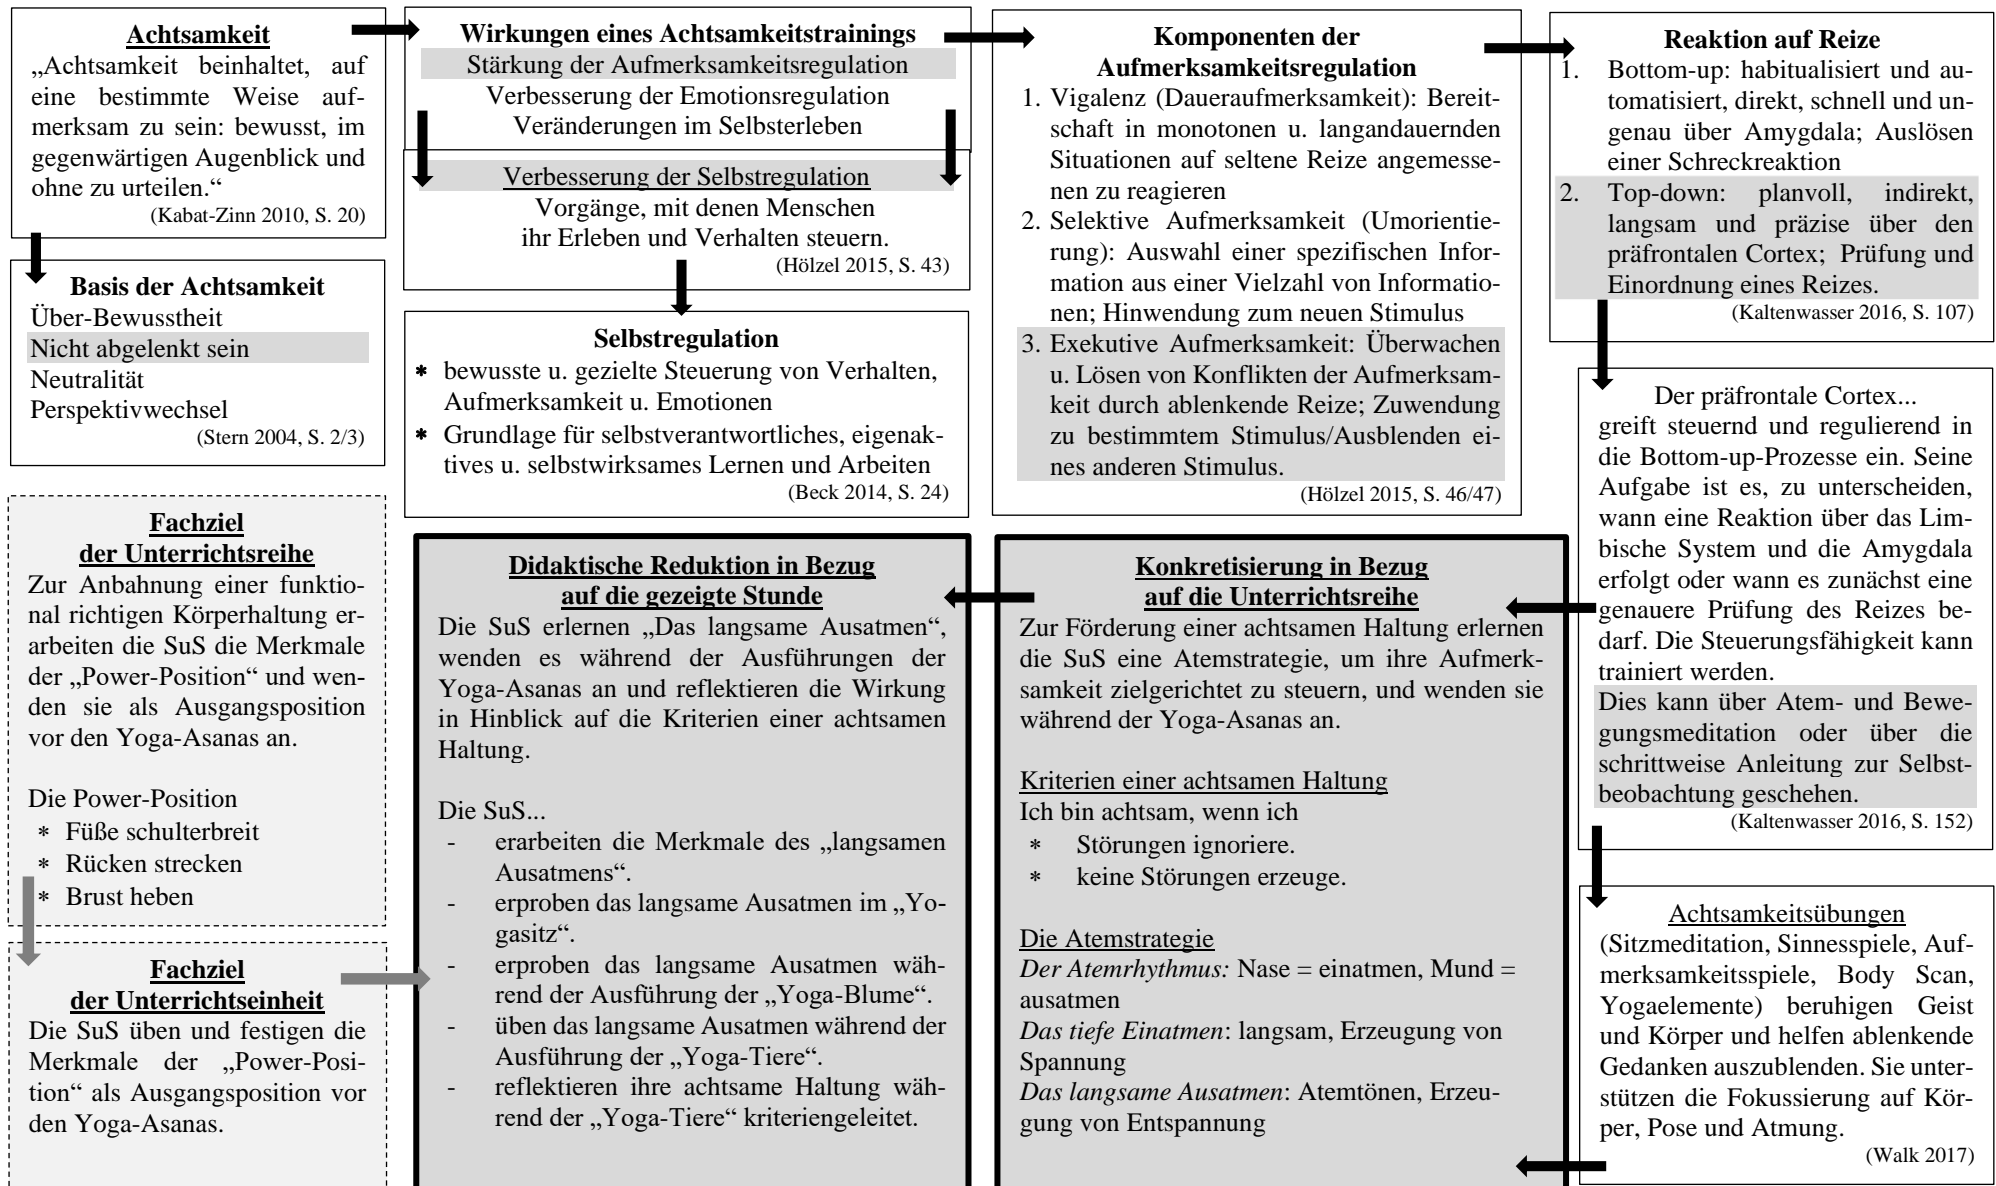 Achtsamkeit
„Achtsamkeit beinhaltet, auf
eine bestimmte Weise auf-
merksam zu sein: bewusst, im
gegenwärtigen Augenblick und
ohne zu urteilen.“
(Kabat-Zinn 2010, S. 20)
Basis der Achtsamkeit
Über-Bewusstheit
Nicht abgelenkt sein
Neutralität
Perspektivwechsel
(Stern 2004, S. 2/3)
Wirkungen eines Achtsamkeitstrainings
Stärkung der Aufmerksamkeitsregulation
Verbesserung der Emotionsregulation
Veränderungen im Selbsterleben
Verbesserung der Selbstregulation
Vorgänge, mit denen Menschen
ihr Erleben und Verhalten steuern.
(Hölzel 2015, S. 43)
Selbstregulation
* bewusste u. gezielte Steuerung von Verhalten,
Aufmerksamkeit u. Emotionen
* Grundlage für selbstverantwortliches, eigenak-
tives u. selbstwirksames Lernen und Arbeiten
(Beck 2014, S. 24)
Komponenten der
Aufmerksamkeitsregulation
1. Vigalenz (Daueraufmerksamkeit): Bereit-
schaft in monotonen u. langandauernden
Situationen auf seltene Reize angemesse-
nen zu reagieren
2. Selektive Aufmerksamkeit (Umorientie-
rung): Auswahl einer spezifischen Infor-
mation aus einer Vielzahl von Informatio-
nen; Hinwendung zum neuen Stimulus
3. Exekutive Aufmerksamkeit: Überwachen
u. Lösen von Konflikten der Aufmerksam-
keit durch ablenkende Reize; Zuwendung
zu bestimmtem Stimulus/Ausblenden ei-
nes anderen Stimulus.
(Hölzel 2015, S. 46/47)
Reaktion auf Reize
1. Bottom-up: habitualisiert und au-
tomatisiert, direkt, schnell und un-
genau über Amygdala; Auslösen
einer Schreckreaktion
2. Top-down: planvoll, indirekt,
langsam und präzise über den
präfrontalen Cortex; Prüfung und
Einordnung eines Reizes.
(Kaltenwasser 2016, S. 107)
Der präfrontale Cortex...
greift steuernd und regulierend in
die Bottom-up-Prozesse ein. Seine
Aufgabe ist es, zu unterscheiden,
wann eine Reaktion über das Lim-
bische System und die Amygdala
erfolgt oder wann es zunächst eine
genauere Prüfung des Reizes be-
darf. Die Steuerungsfähigkeit kann
trainiert werden.
Dies kann über Atem- und Bewe-
gungsmeditation oder über die
schrittweise Anleitung zur Selbst-
beobachtung geschehen.
(Kaltenwasser 2016, S. 152)
Achtsamkeitsübungen
(Sitzmeditation, Sinnesspiele, Auf-
merksamkeitsspiele, Body Scan,
Yogaelemente) beruhigen Geist
und Körper und helfen ablenkende
Gedanken auszublenden. Sie unter-
stützen die Fokussierung auf Kör-
per, Pose und Atmung.
(Walk 2017)
Konkretisierung in Bezug
auf die Unterrichtsreihe
Zur Förderung einer achtsamen Haltung erlernen
die SuS eine Atemstrategie, um ihre Aufmerk-
samkeit zielgerichtet zu steuern, und wenden sie
während der Yoga-Asanas an.
Kriterien einer achtsamen Haltung
Ich bin achtsam, wenn ich
* Störungen ignoriere.
* keine Störungen erzeuge.
Die Atemstrategie
Der Atemrhythmus: Nase = einatmen, Mund =
ausatmen
Das tiefe Einatmen: langsam, Erzeugung von
Spannung
Das langsame Ausatmen: Atemtönen, Erzeu-
gung von Entspannung
Didaktische Reduktion in Bezug
auf die gezeigte Stunde
Die SuS erlernen „Das langsame Ausatmen“,
wenden es während der Ausführungen der
Yoga-Asanas an und reflektieren die Wirkung
in Hinblick auf die Kriterien einer achtsamen
Haltung.
Die SuS...
- erarbeiten die Merkmale des „langsamen
Ausatmens“.
- erproben das langsame Ausatmen im „Yo-
gasitz“.
- erproben das langsame Ausatmen wäh-
rend der Ausführung der „Yoga-Blume“.
- üben das langsame Ausatmen während der
Ausführung der „Yoga-Tiere“.
- reflektieren ihre achtsame Haltung wäh-
rend der „Yoga-Tiere“ kriteriengeleitet.
Fachziel
der Unterrichtsreihe
Zur Anbahnung einer funktio-
nal richtigen Körperhaltung er-
arbeiten die SuS die Merkmale
der „Power-Position“ und wen-
den sie als Ausgangsposition
vor den Yoga-Asanas an.
Die Power-Position
* Füße schulterbreit
* Rücken strecken
* Brust heben
Fachziel
der Unterrichtseinheit
Die SuS üben und festigen die
Merkmale der „Power-Posi-
tion“ als Ausgangsposition vor
den Yoga-Asanas.